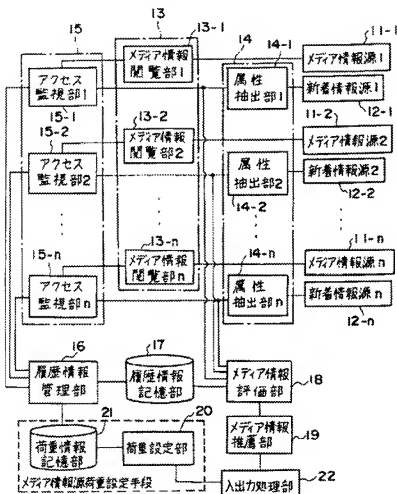 15
13
13-1
メディア情報
閲覧部1
14
14-1
11-1
メディア情報源1
アクセス
監視部1
15-1
属性
抽出部1
新着情報源1
12-1
15-2
13-2
メディア情報
閲覧部2
11-2
メディア情報源2
アクセス
監視部2
属性
抽出部2
14-2
新着情報源2
12-2
15-n
13-n
メディア情報
閲覧部n
14-n
11-n
メディア情報源n
アクセス
監視部n
属性
抽出部n
新着情報源n
12-n
16
履歴情報
管理部
17
履歴情報
記憶部
メディア情報
評価部
18
21
荷重情報
記憶部
20
荷重設定部
メディア情報
推薦部
19
メディア情報源荷重設定手段
入出力処理部
22